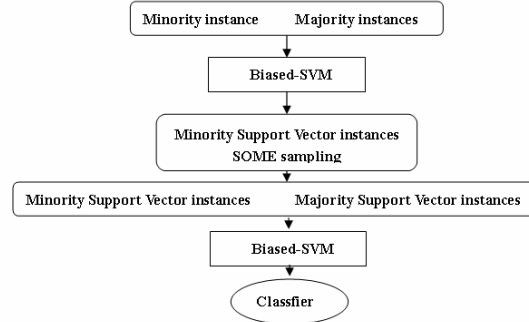 Minority instance Majority instances
Biased-SVM
Minority Support Vector instances
SOME sampling
Minority Support Vector instances Majority Support Vector instances
Biased-SVM
Classfier